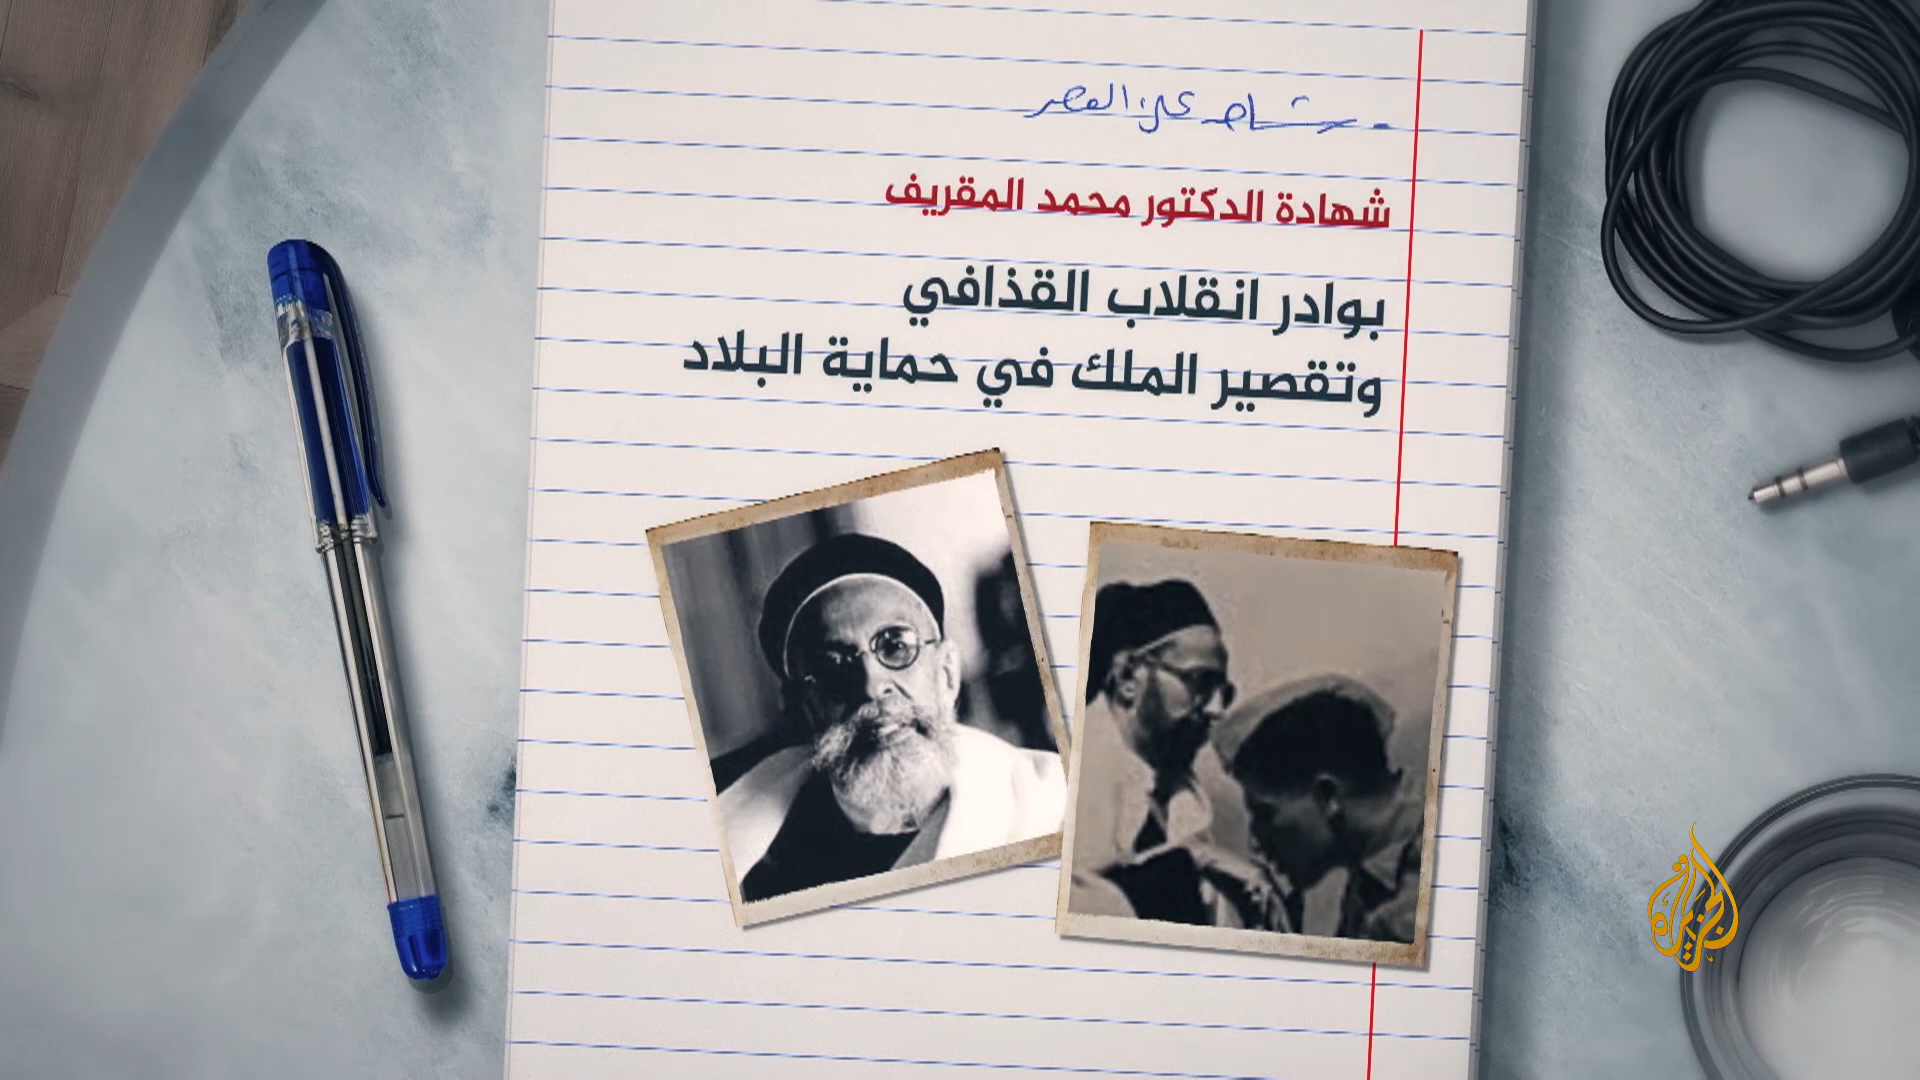 - شاهد على العصر
شهادة الدكتور محمد المقريف
بوادر انقلاب القذافي
وتقصير الملك في حماية البلاد
الجزيرة